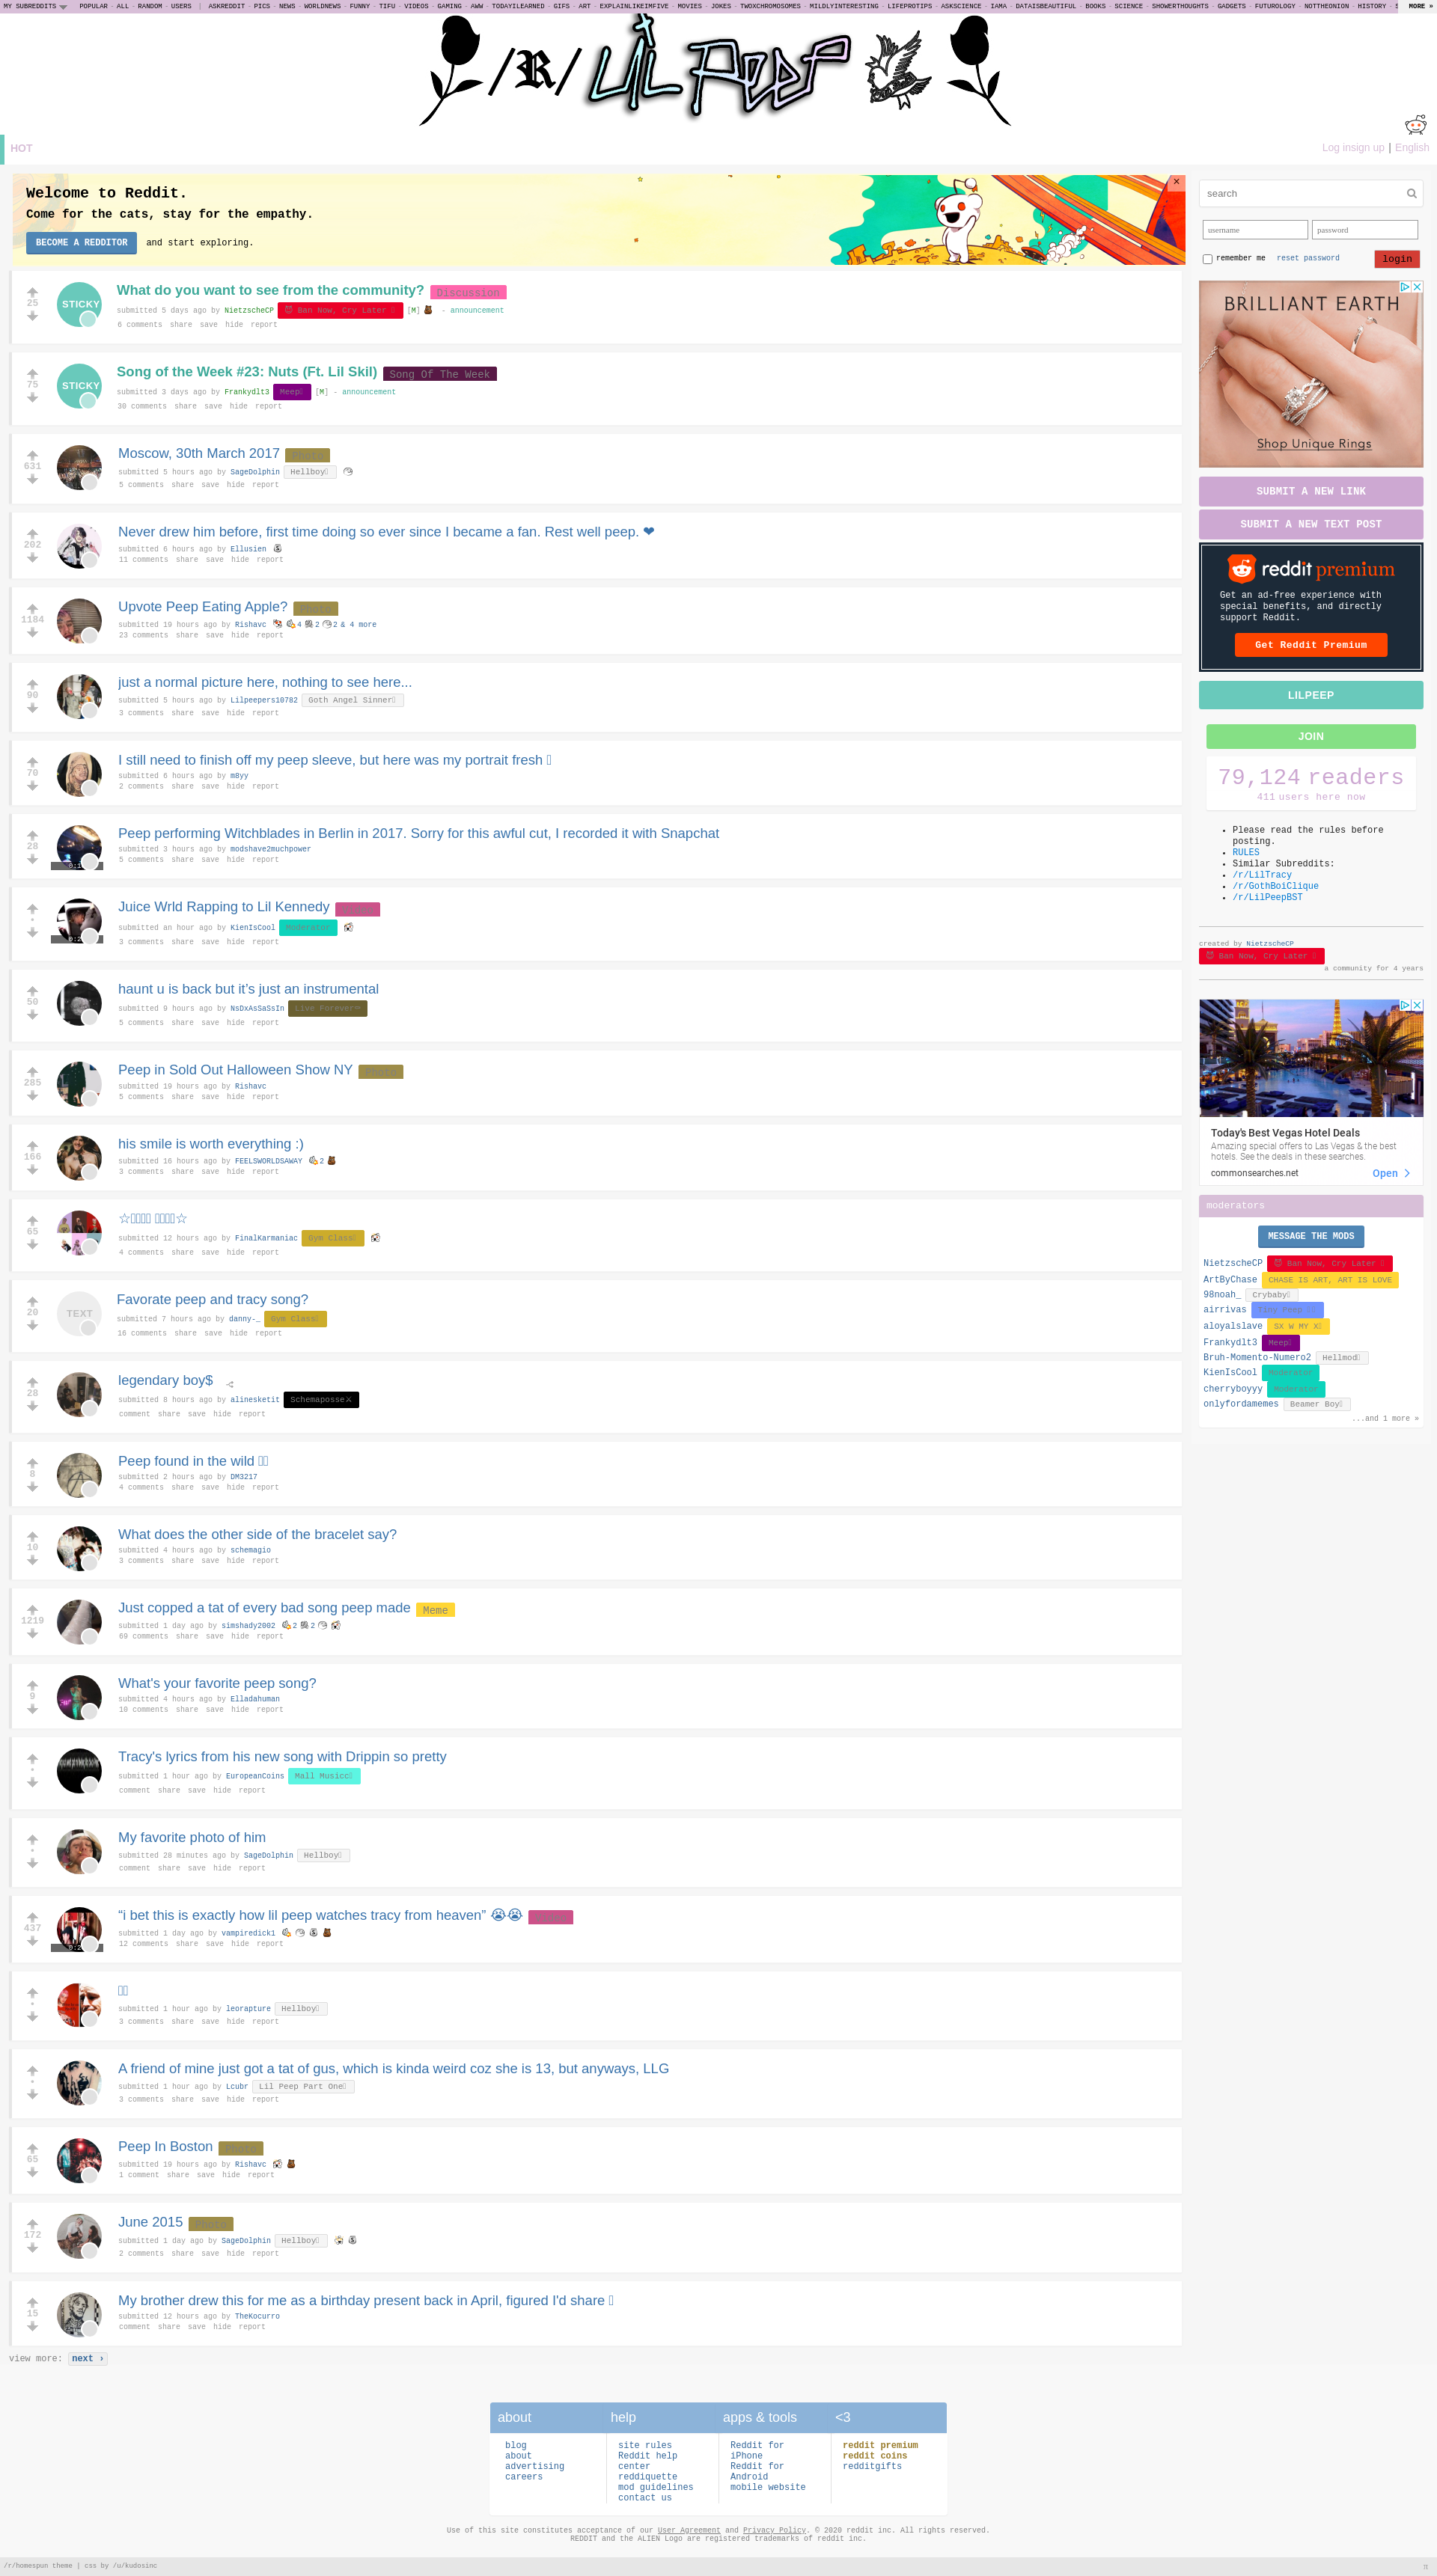 MY SUBREDDITS POPULAR - ALL - RANDOM - USERS | ASKREDDIT - PICS - NEWS - WORLDNEWS - FUNNY - TIFU - VIDEOS - GAMING - AWW - TODAYILEARNED - GIFS - ART - EXPLAINLIKEIMFIVE - MOVIES - JOKES - TWOXCHROMOSOMES - MILDLYINTERESTING - LIFEPROTIPS - ASKSCIENCE - IAMA - DATAISBEAUTIFUL - BOOKS - SCIENCE - SHOWERTHOUGHTS - GADGETS - FUTUROLOGY - NOTTHEONION - HISTORY - MORE »
/R/LIL PEEP
HOT
Log insign up | English
Welcome to Reddit.
Come for the cats, stay for the empathy.
BECOME A REDDITOR and start exploring.
25
STICKY
What do you want to see from the community? Discussion
submitted 5 days ago by NietzscheCP Ban Now, Cry Later [M] - announcement
6 comments share save hide report
75
STICKY
Song of the Week #23: Nuts (Ft. Lil Skil) Song Of The Week
submitted 3 days ago by Frankydlt3 Meep [M] - announcement
30 comments share save hide report
631
Moscow, 30th March 2017
submitted 5 hours ago by SageDolphin Hellboy
5 comments share save hide report
202
Never drew him before, first time doing so ever since I became a fan. Rest well peep. ❤
submitted 6 hours ago by Ellusien
11 comments share save hide report
1184
Upvote Peep Eating Apple? Photo
submitted 19 hours ago by Rishavc 4 2 2 & 4 more
23 comments share save hide report
90
just a normal picture here, nothing to see here...
submitted 5 hours ago by Lilpeepers10782 Goth Angel Sinner
3 comments share save hide report
70
I still need to finish off my peep sleeve, but here was my portrait fresh
submitted 6 hours ago by m8yy
2 comments share save hide report
28
Peep performing Witchblades in Berlin in 2017. Sorry for this awful cut, I recorded it with Snapchat
submitted 3 hours ago by modshave2muchpower
5 comments share save hide report
•
Juice Wrld Rapping to Lil Kennedy
submitted an hour ago by KienIsCool Moderator
3 comments share save hide report
50
haunt u is back but it’s just an instrumental
submitted 9 hours ago by NsDxAsSaSsIn Live Forever
5 comments share save hide report
285
Peep in Sold Out Halloween Show NY Photo
submitted 19 hours ago by Rishavc
5 comments share save hide report
166
his smile is worth everything :)
submitted 16 hours ago by FEELSWORLDSAWAY 2
3 comments share save hide report
65
☆ ☆
submitted 12 hours ago by FinalKarmaniac Gym Class
4 comments share save hide report
20
TEXT
Favorate peep and tracy song?
submitted 7 hours ago by danny-_ Gym Class
16 comments share save hide report
28
legendary boy$
submitted 8 hours ago by alinesketit Schemaposse
comment share save hide report
8
Peep found in the wild
submitted 2 hours ago by DM3217
4 comments share save hide report
10
What does the other side of the bracelet say?
submitted 4 hours ago by schemagio
3 comments share save hide report
1219
Just copped a tat of every bad song peep made Meme
submitted 1 day ago by simshady2002 2 2
69 comments share save hide report
9
What's your favorite peep song?
submitted 4 hours ago by Elladahuman
10 comments share save hide report
•
Tracy's lyrics from his new song with Drippin so pretty
submitted 1 hour ago by EuropeanCoins Mall Musicc
comment share save hide report
•
My favorite photo of him
submitted 28 minutes ago by SageDolphin Hellboy
comment share save hide report
437
“i bet this is exactly how lil peep watches tracy from heaven” 😭😭
submitted 1 day ago by vampiredick1
12 comments share save hide report
•
submitted 1 hour ago by leorapture Hellboy
3 comments share save hide report
•
A friend of mine just got a tat of gus, which is kinda weird coz she is 13, but anyways, LLG
submitted 1 hour ago by Lcubr Lil Peep Part One
3 comments share save hide report
65
Peep In Boston Photo
submitted 19 hours ago by Rishavc
1 comment share save hide report
172
June 2015
submitted 1 day ago by SageDolphin Hellboy
2 comments share save hide report
15
My brother drew this for me as a birthday present back in April, figured I'd share
submitted 12 hours ago by TheKocurro
comment share save hide report
view more: next ›
search
username password
remember me reset password login
BRILLIANT EARTH
Shop Unique Rings
SUBMIT A NEW LINK
SUBMIT A NEW TEXT POST
reddit premium
Get an ad-free experience with
special benefits, and directly
support Reddit.
Get Reddit Premium
LILPEEP
JOIN
79,124 readers
411 users here now
• Please read the rules before
posting.
• RULES
• Similar Subreddits:
• /r/LilTracy
• /r/GothBoiClique
• /r/LilPeepBST
created by NietzscheCP
Ban Now, Cry Later
a community for 4 years
Today's Best Vegas Hotel Deals
Amazing special offers to Las Vegas & the best
hotels. See the deals in these searches.
commonsearches.net Open
moderators
MESSAGE THE MODS
NietzscheCP Ban Now, Cry Later
ArtByChase CHASE IS ART, ART IS LOVE
98noah_ Crybaby
airrivas
aloyalslave SX W MY X
Frankydlt3 Meep
Bruh-Momento-Numero2 Hellmod
KienIsCool Moderator
cherryboyyy Moderator
onlyfordamemes Beamer Boy
...and 1 more »
about
blog
about
advertising
careers
help
site rules
Reddit help
center
reddiquette
mod guidelines
contact us
apps & tools
Reddit for
iPhone
Reddit for
Android
mobile website
<3
reddit premium
reddit coins
redditgifts
Use of this site constitutes acceptance of our User Agreement and Privacy Policy. © 2020 reddit inc. All rights reserved.
REDDIT and the ALIEN Logo are registered trademarks of reddit inc.
/r/homespun theme | css by /u/kudosinc
π